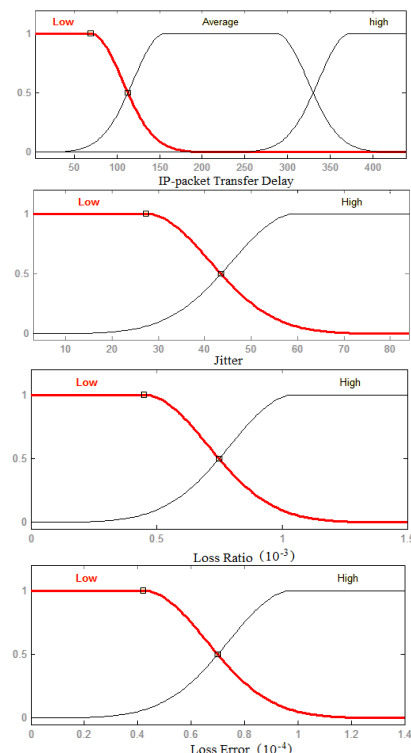 Low Average high
1
0.5
0
50 100 150 200 250 300 350 400
IP-packet Transfer Delay
Low High
1
0.5
0
10 20 30 40 50 60 70 80
Jitter
Low High
1
0.5
0
0 0.5 1 1.5
Loss Ratio (10⁻³)
Low High
1
0.5
0
0 0.2 0.4 0.6 0.8 1 1.2 1.4
Loss Error (10⁻⁴)